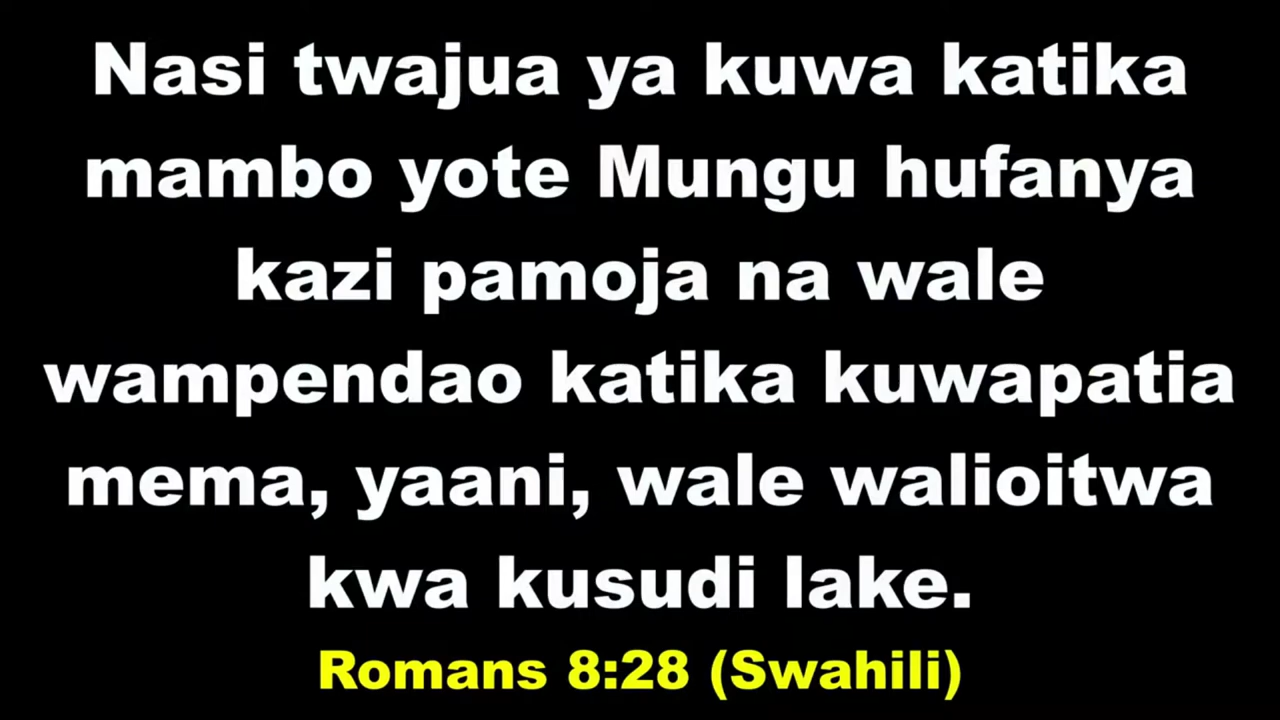 Nasi twajua ya kuwa katika
mambo yote Mungu hufanya
kazi pamoja na wale
wampendao katika kuwapatia
mema, yaani, wale walioitwa
kwa kusudi lake.
Romans 8:28 (Swahili)